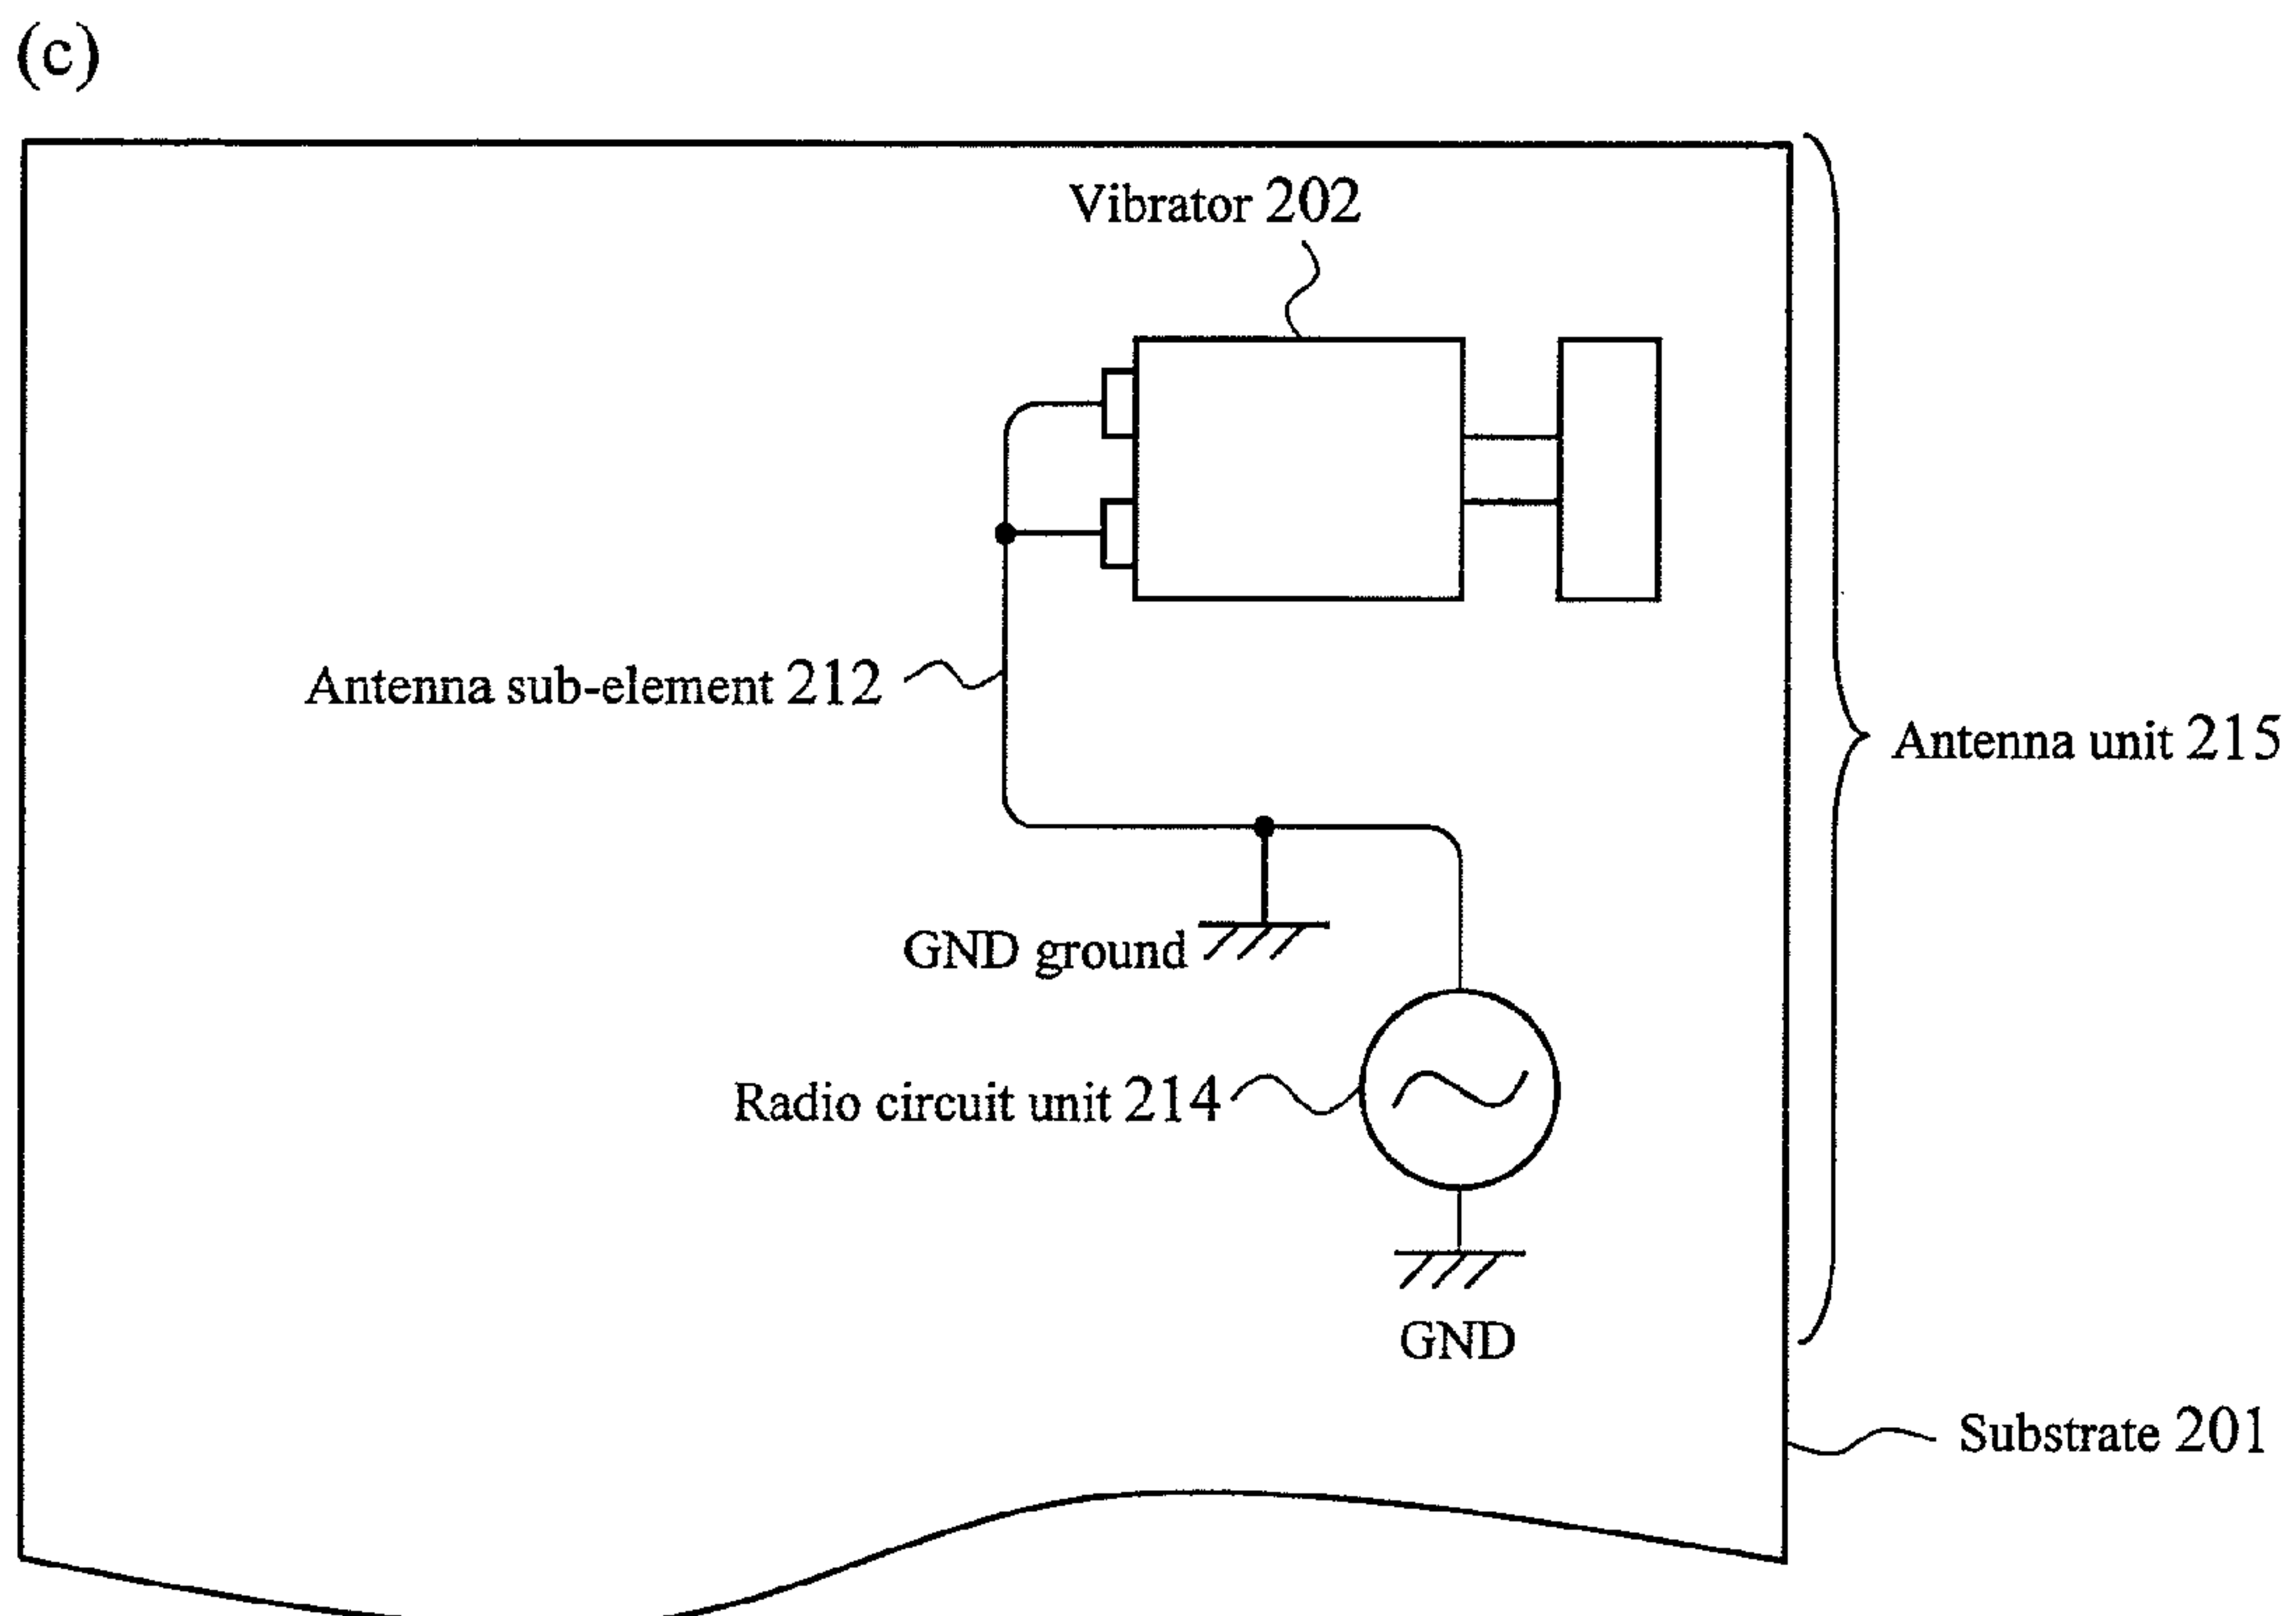 (c)
Vibrator 202
Antenna sub-element 212
Antenna unit 215
GND ground
Radio circuit unit 214
GND
Substrate 201